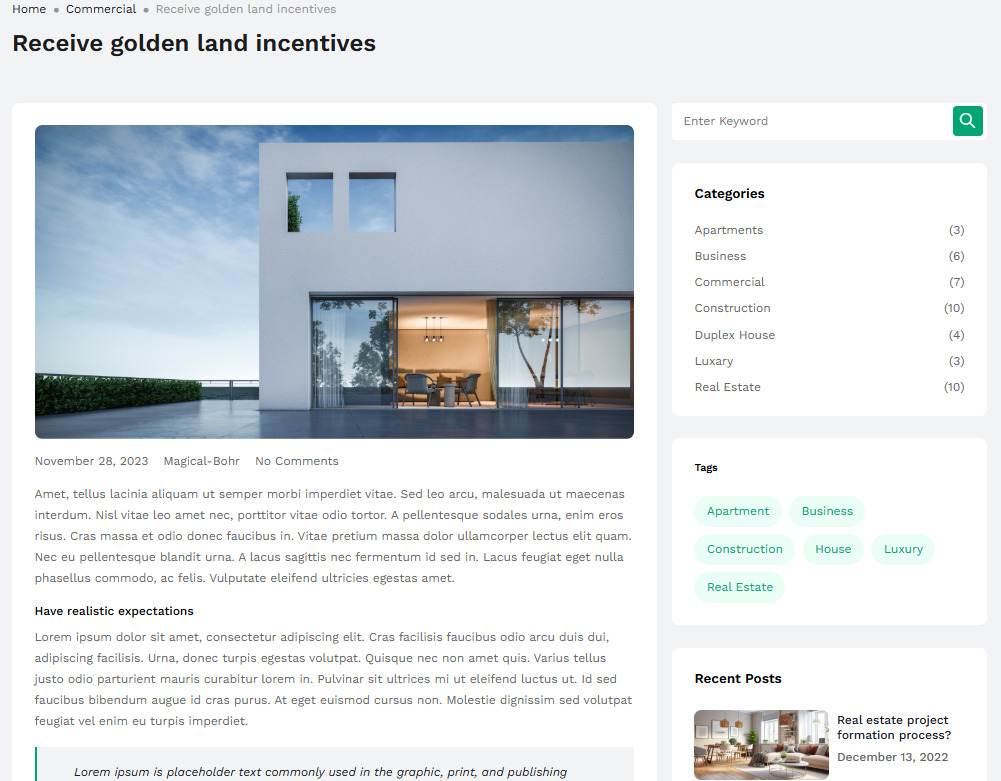 Home • Commercial • Receive golden land incentives
Receive golden land incentives
November 28, 2023 Magical-Bohr No Comments
Amet, tellus lacinia aliquam ut semper morbi imperdiet vitae. Sed leo arcu, malesuada ut maecenas
interdum. Nisl vitae leo amet nec, porttitor vitae odio tortor. A pellentesque sodales urna, enim eros
risus. Cras massa et odio donec faucibus in. Vitae pretium massa dolor ullamcorper lectus elit quam.
Nec eu pellentesque blandit urna. A lacus sagittis nec fermentum id sed in. Lacus feugiat eget nulla
phasellus commodo, ac felis. Vulputate eleifend ultricies egestas amet.
Have realistic expectations
Lorem ipsum dolor sit amet, consectetur adipiscing elit. Cras facilisis faucibus odio arcu duis dui,
adipiscing facilisis. Urna, donec turpis egestas volutpat. Quisque nec non amet quis. Varius tellus
justo odio parturient mauris curabitur lorem in. Pulvinar sit ultrices mi ut eleifend luctus ut. Id sed
faucibus bibendum augue id cras purus. At eget euismod cursus non. Molestie dignissim sed volutpat
feugiat vel enim eu turpis imperdiet.
Lorem ipsum is placeholder text commonly used in the graphic, print, and publishing
Enter Keyword
Categories
Apartments (3)
Business (6)
Commercial (7)
Construction (10)
Duplex House (4)
Luxary (3)
Real Estate (10)
Tags
Apartment Business
Construction House Luxury
Real Estate
Recent Posts
Real estate project
formation process?
December 13, 2022